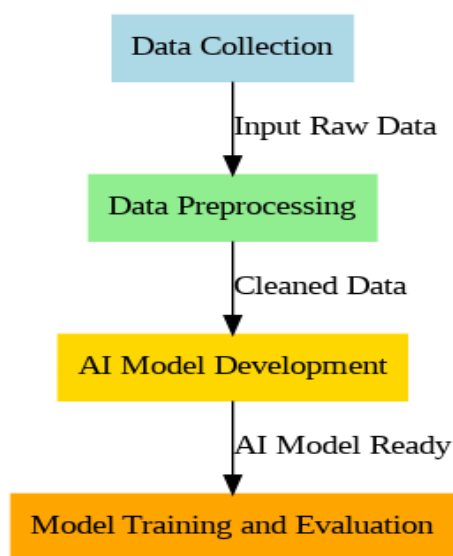 Data Collection
Input Raw Data
Data Preprocessing
Cleaned Data
AI Model Development
AI Model Ready
Model Training and Evaluation